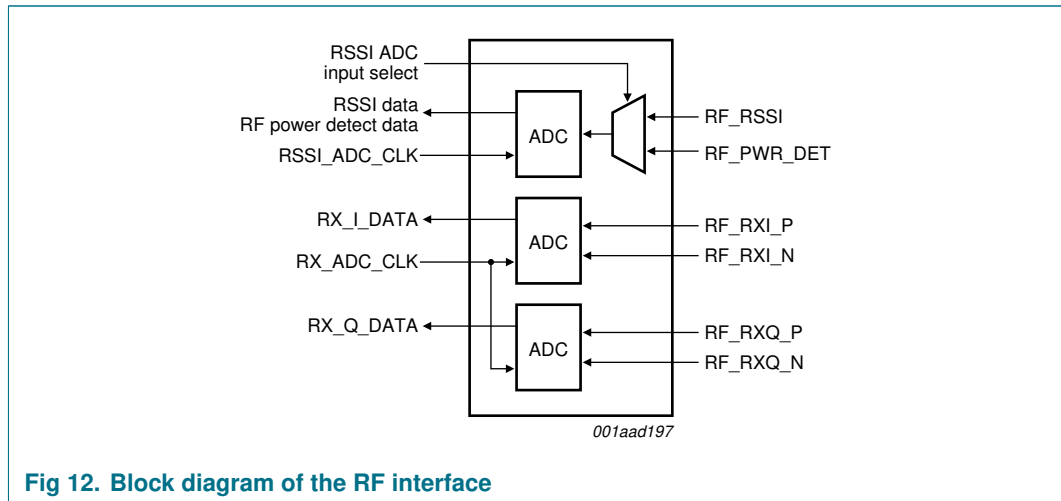 RSSI ADC
input select
RSSI data
RF power detect data
RSSI_ADC_CLK
ADC
RF_RSSI
RF_PWR_DET
RX_I_DATA
RX_ADC_CLK
ADC
RF_RXI_P
RF_RXI_N
RX_Q_DATA
ADC
RF_RXQ_P
RF_RXQ_N
001aad197
Fig 12. Block diagram of the RF interface